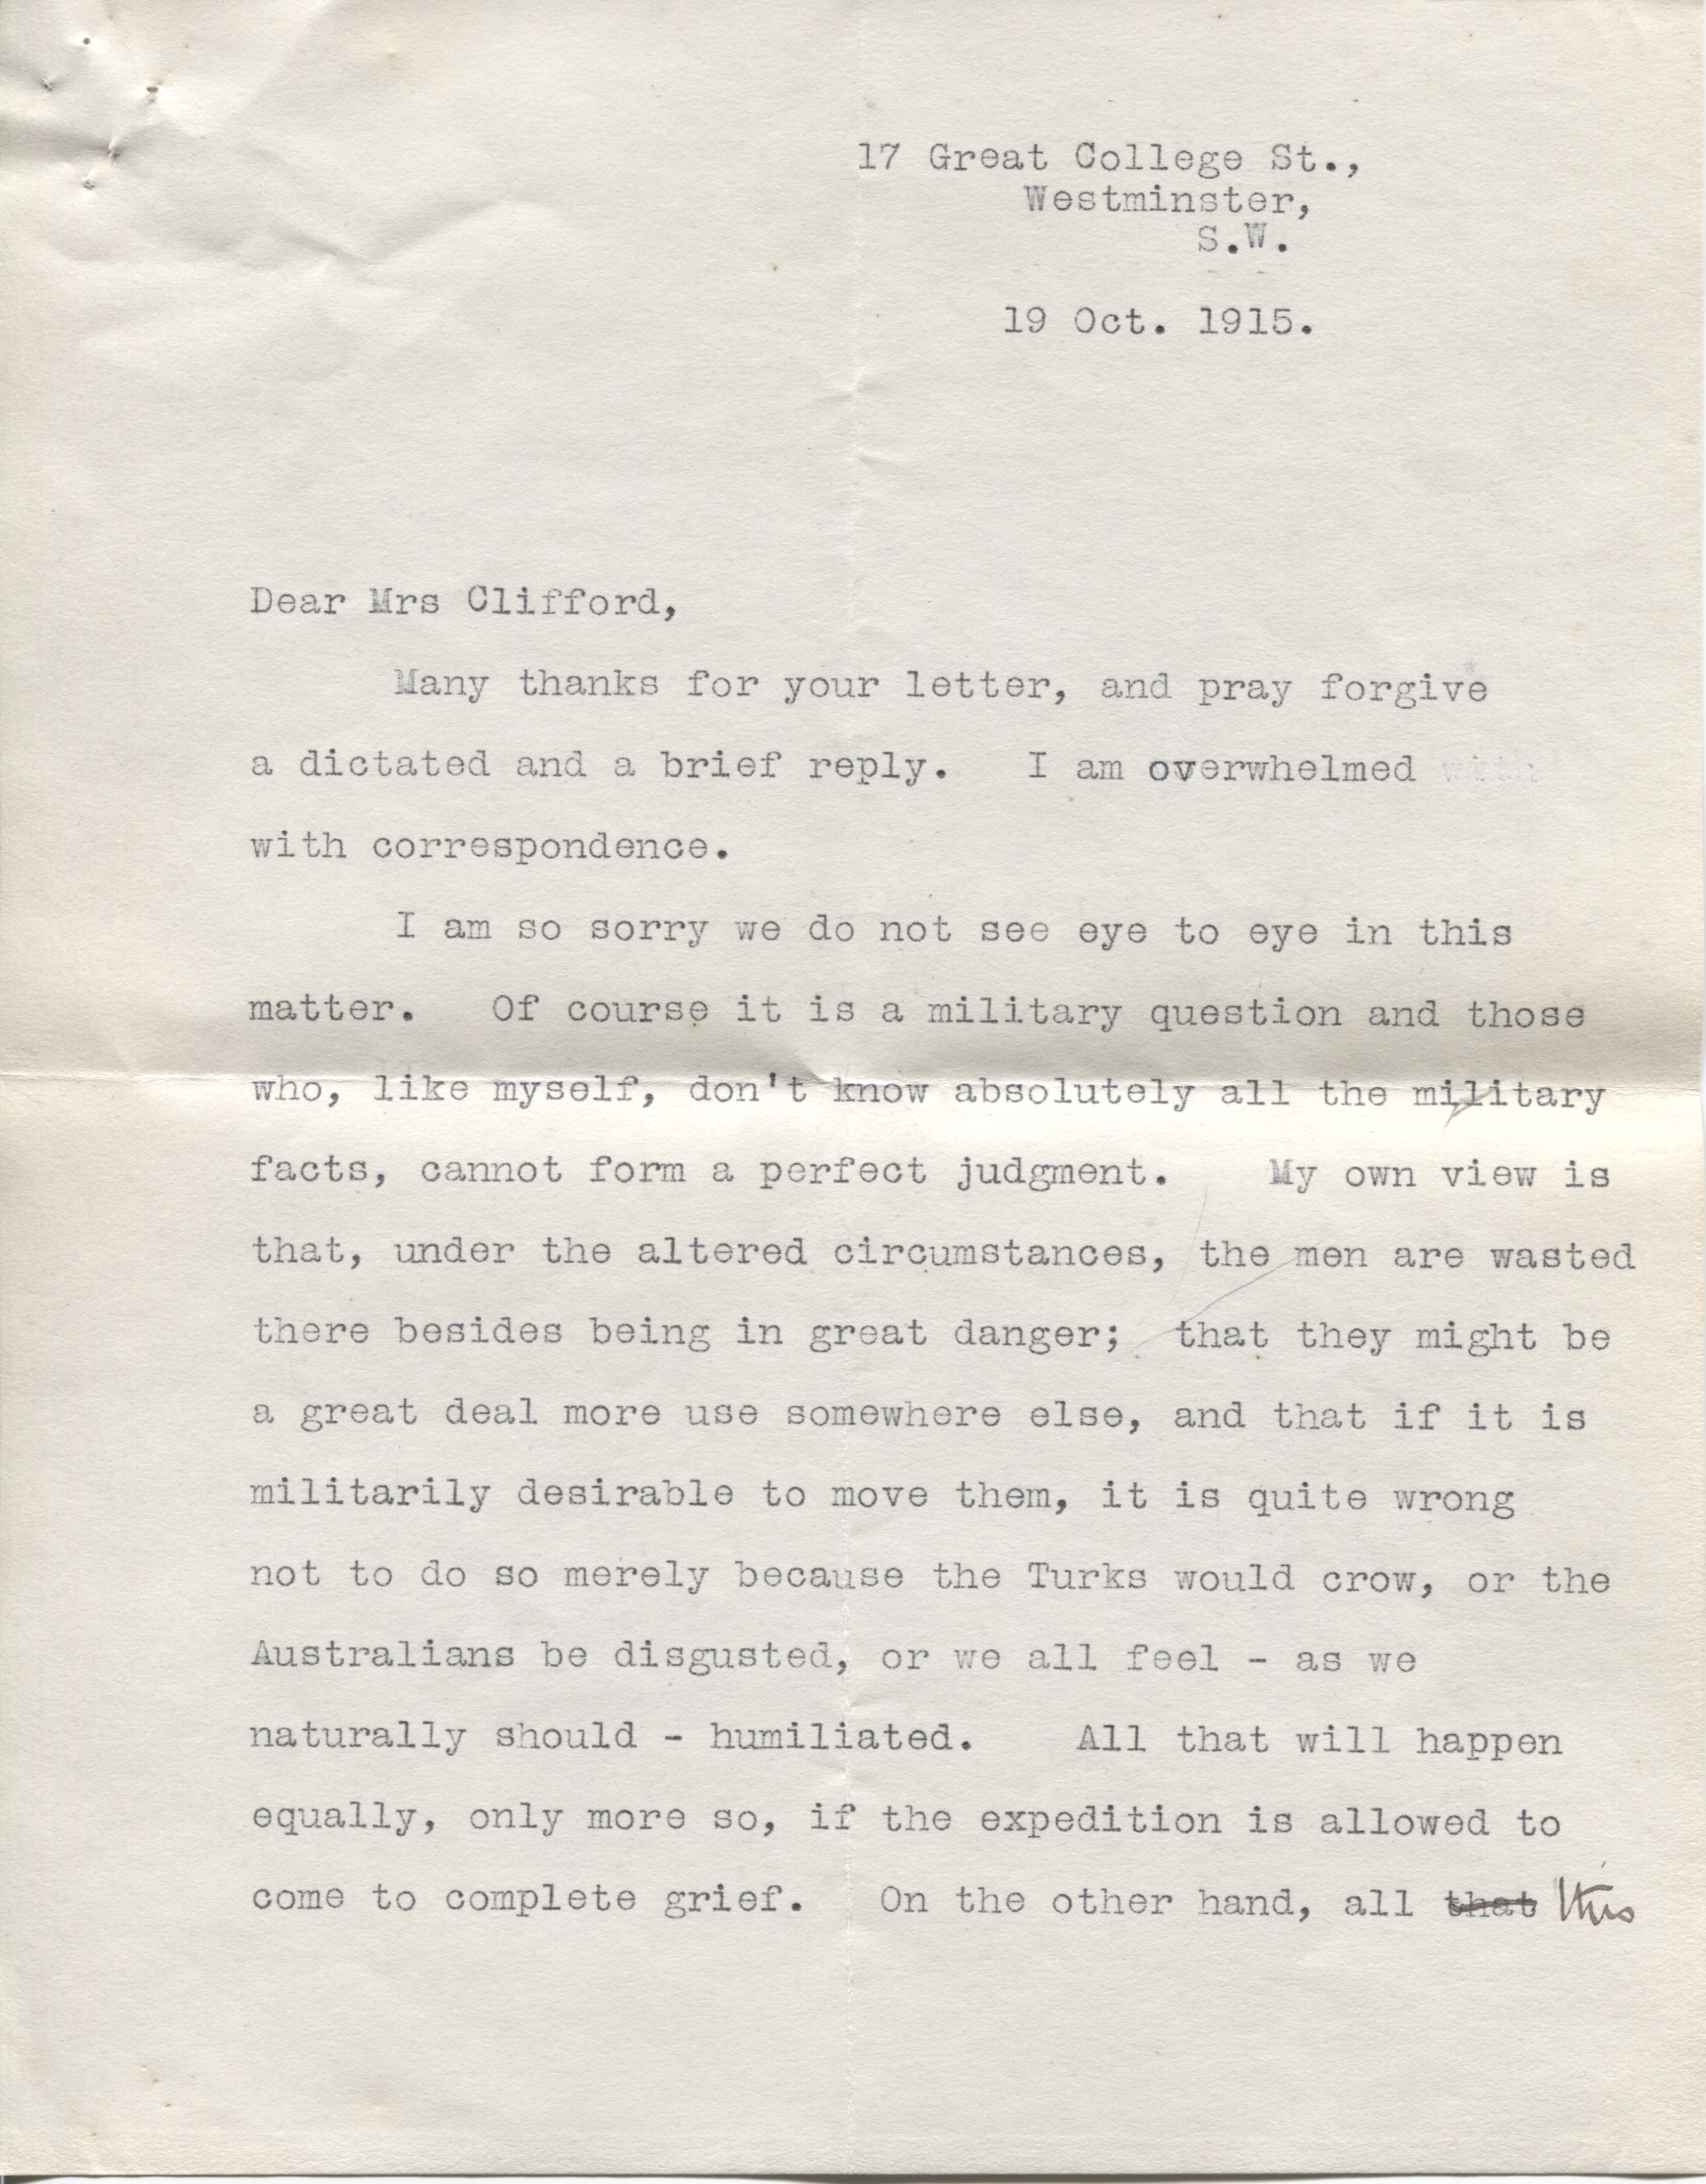 17 Great College St.,
Westminster,
S.W.
19 Oct. 1915.
Dear Mrs Clifford,
Many thanks for your letter, and pray forgive
a dictated and a brief reply. I am overwhelmed with
with correspondence.
I am so sorry we do not see eye to eye in this
matter. Of course it is a military question and those
who, like myself, don't know absolutely all the military
facts, cannot form a perfect judgment. My own view is
that, under the altered circumstances, the men are wasted
there besides being in great danger; that they might be
a great deal more use somewhere else, and that if it is
militarily desirable to move them, it is quite wrong
not to do so merely because the Turks would crow, or the
Australians be disgusted, or we all feel - as we
naturally should - humiliated. All that will happen
equally, only more so, if the expedition is allowed to
come to complete grief. On the other hand, all that this